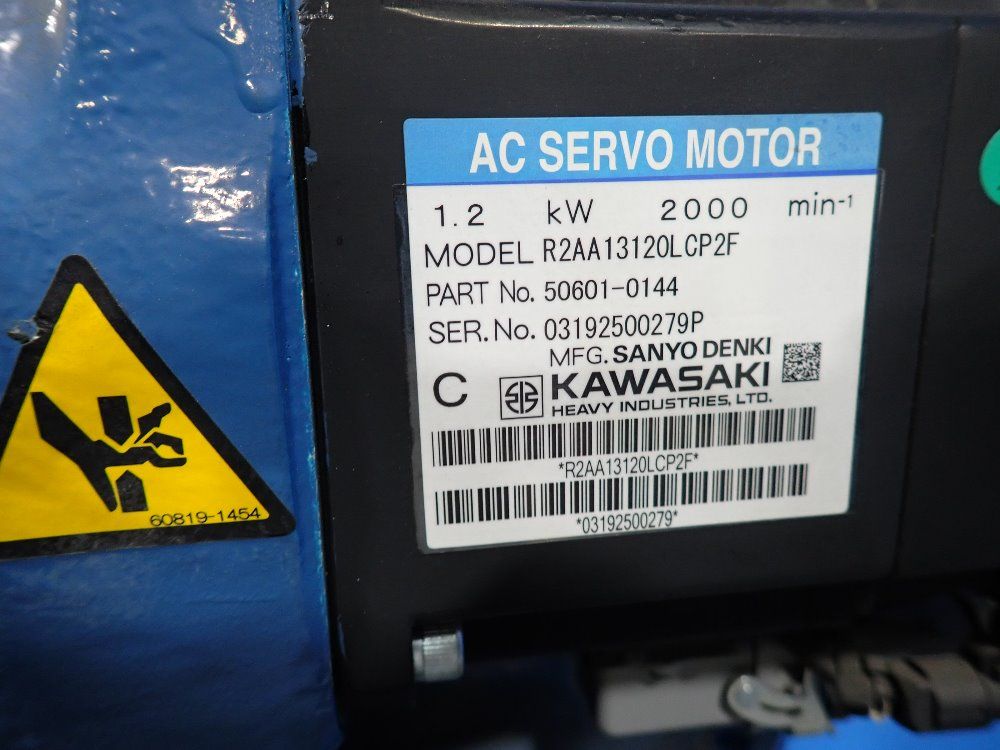 AC SERVO MOTOR
1.2 kW 2000 min-1
MODEL R2AA13120LCP2F
PART No. 50601-0144
SER.No. 03192500279P
MFG. SANYO DENKI
C KAWASAKI
HEAVY INDUSTRIES, LTD.
*R2AA13120LCP2F*
*03192500279*
60819-1454